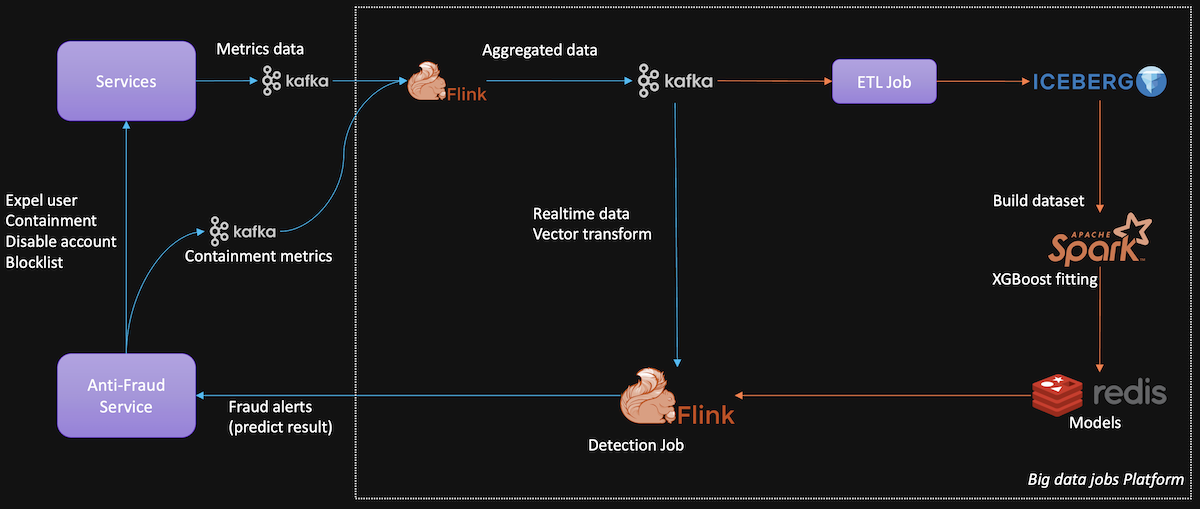 Services
Metrics data
kafka
Flink
Aggregated data
kafka
ETL Job
ICEBERG
Expel user
Containment
Disable account
Blocklist
kafka
Containment metrics
Realtime data
Vector transform
Build dataset
APACHE
Spark™
XGBoost fitting
Anti-Fraud
Service
Fraud alerts
(predict result)
Flink
Detection Job
redis
Models
Big data jobs Platform